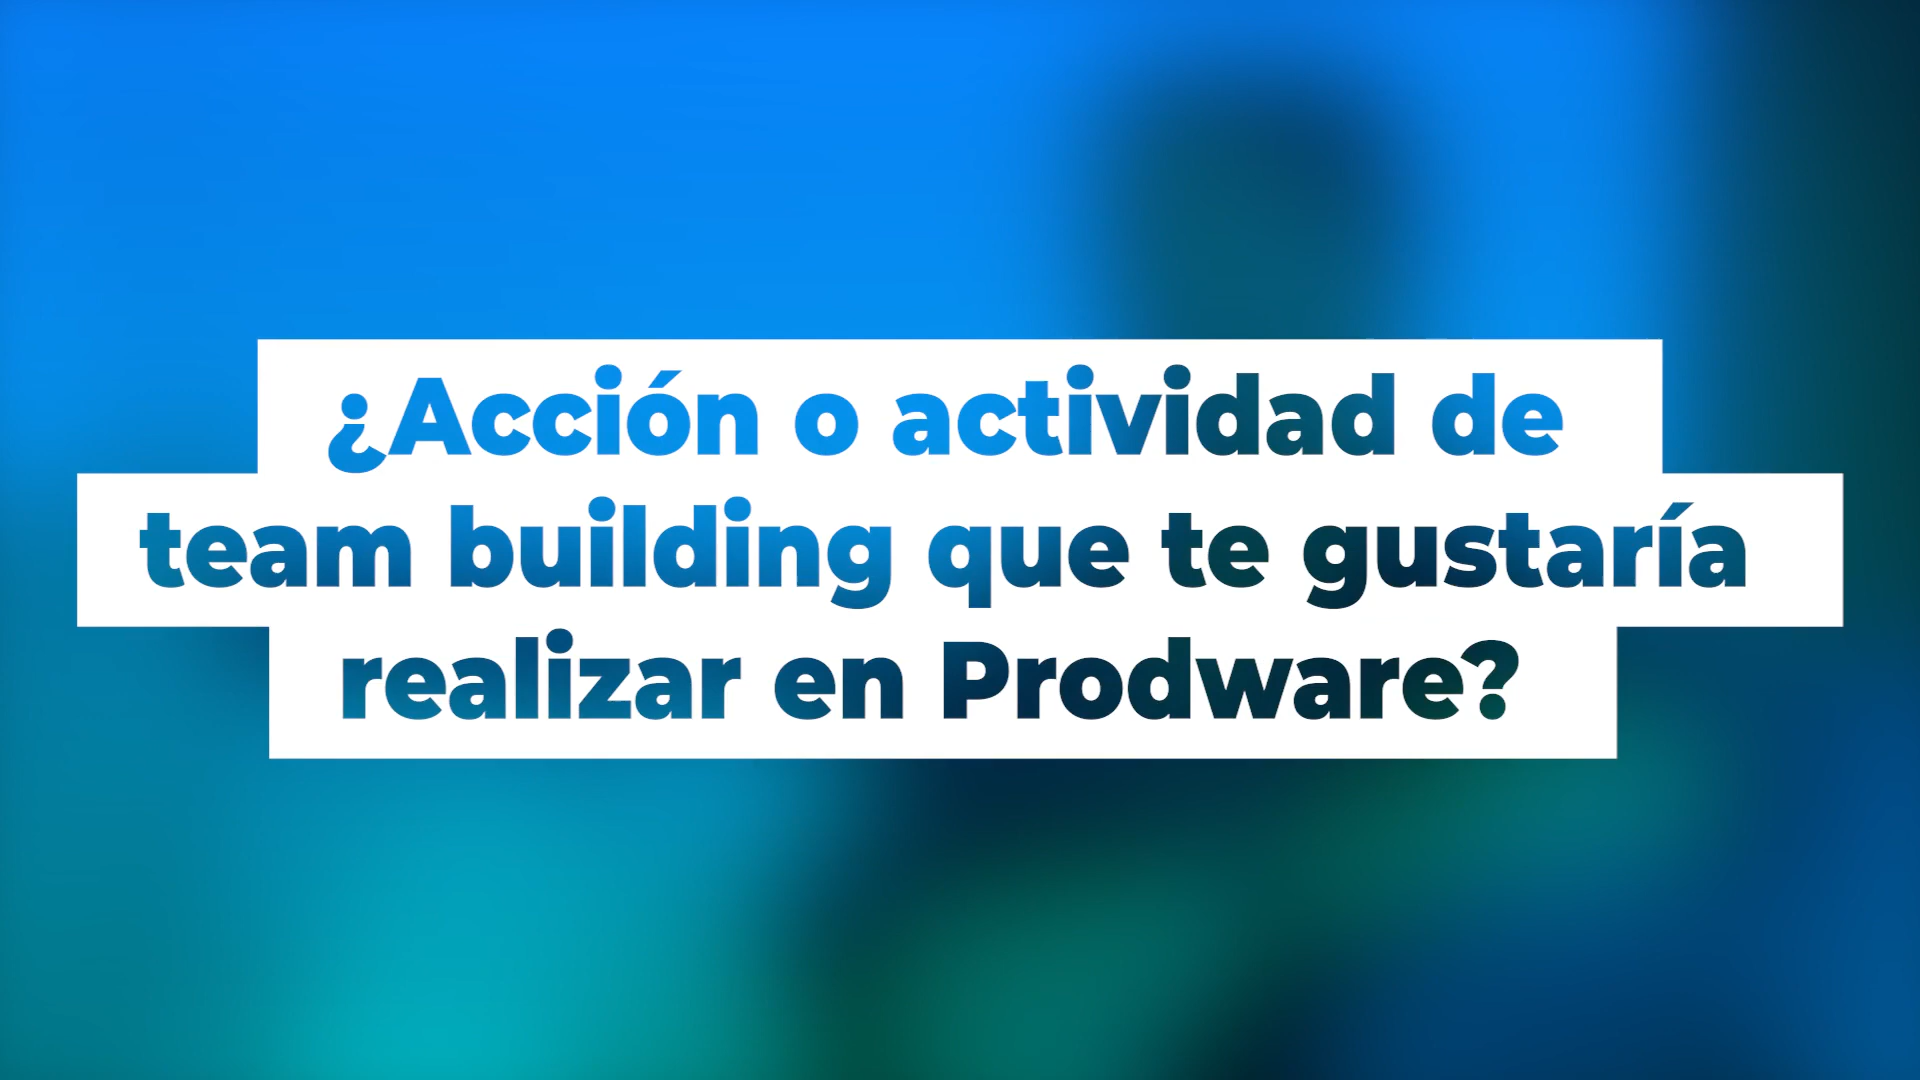 ¿Acción o actividad de
team building que te gustaría
realizar en Prodware?